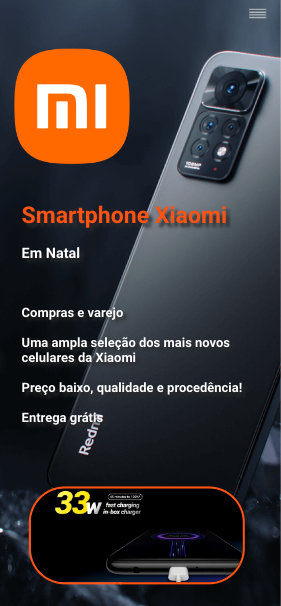 mi
Smartphone Xiaomi
Em Natal
Compras e varejo
Uma ampla seleção dos mais novos
celulares da Xiaomi
Preço baixo, qualidade e procedência!
Entrega grátis
Redmi
108MP
33W
fast charging
in-box charger